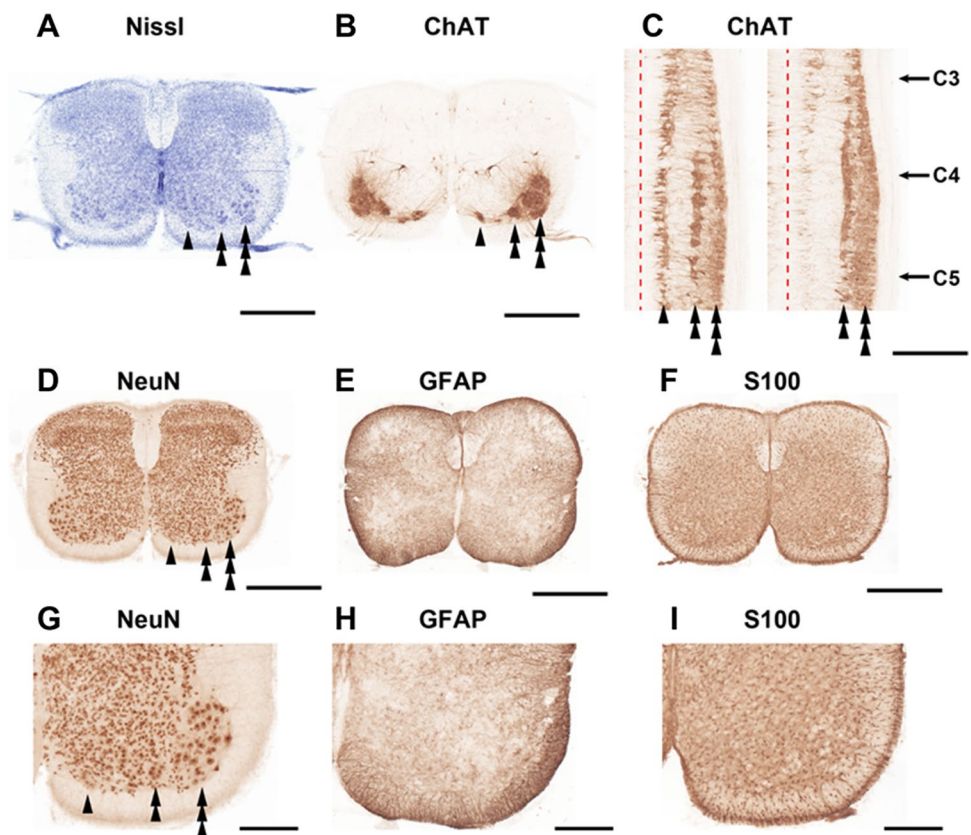 A Nissl
B ChAT
C ChAT
C3
C4
C5
D NeuN
E GFAP
F S100
G NeuN
H GFAP
I S100